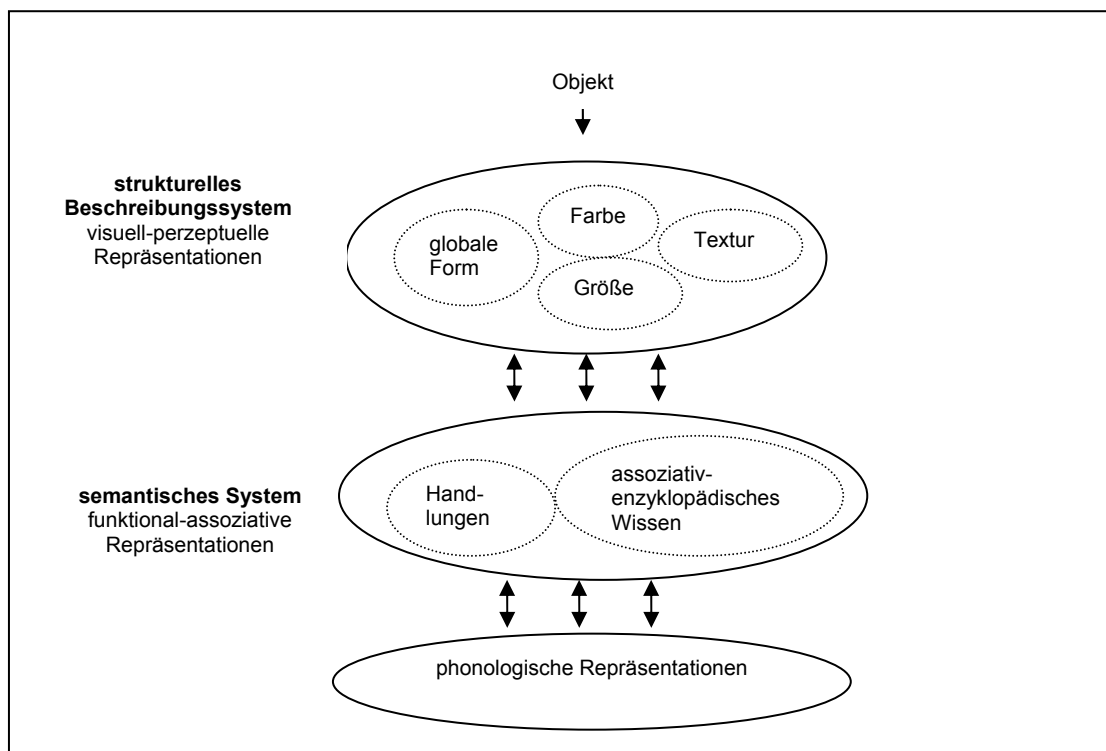 Objekt
strukturelles
Beschreibungssystem
visuell-perzeptuelle
Repräsentationen
globale
Form
Farbe
Größe
Textur
semantisches System
funktional-assoziative
Repräsentationen
Hand-
lungen
assoziativ-
enzyklopädisches
Wissen
phonologische Repräsentationen